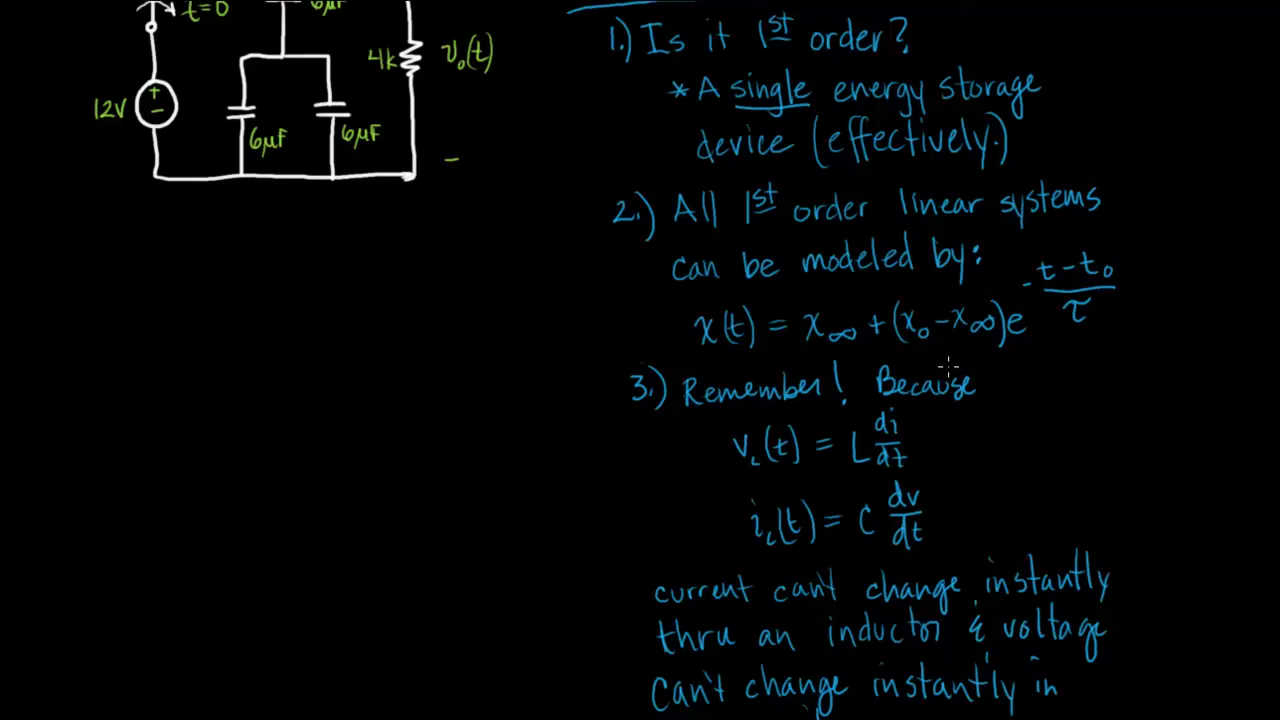 t=0
6μF
4k
v₀(t)
12V
+
-
6μF
6μF
-
1.) Is it 1st order?
* A single energy storage
device (effectively.)
2.) All 1st order linear systems
can be modeled by:
x(t) = x∞ + (x₀ - x∞)e^-(t-t₀)/τ
3.) Remember! Because
v_L(t) = L di/dt
i_c(t) = C dv/dt
current can't change instantly
thru an inductor & voltage
can't change instantly in